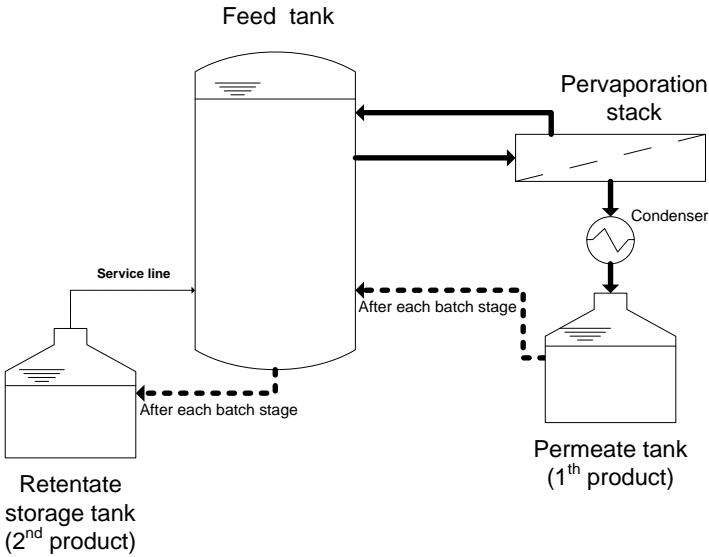 Feed tank
Pervaporation
stack
Condenser
Service line
After each batch stage
After each batch stage
Permeate tank
(1th product)
Retentate
storage tank
(2nd product)